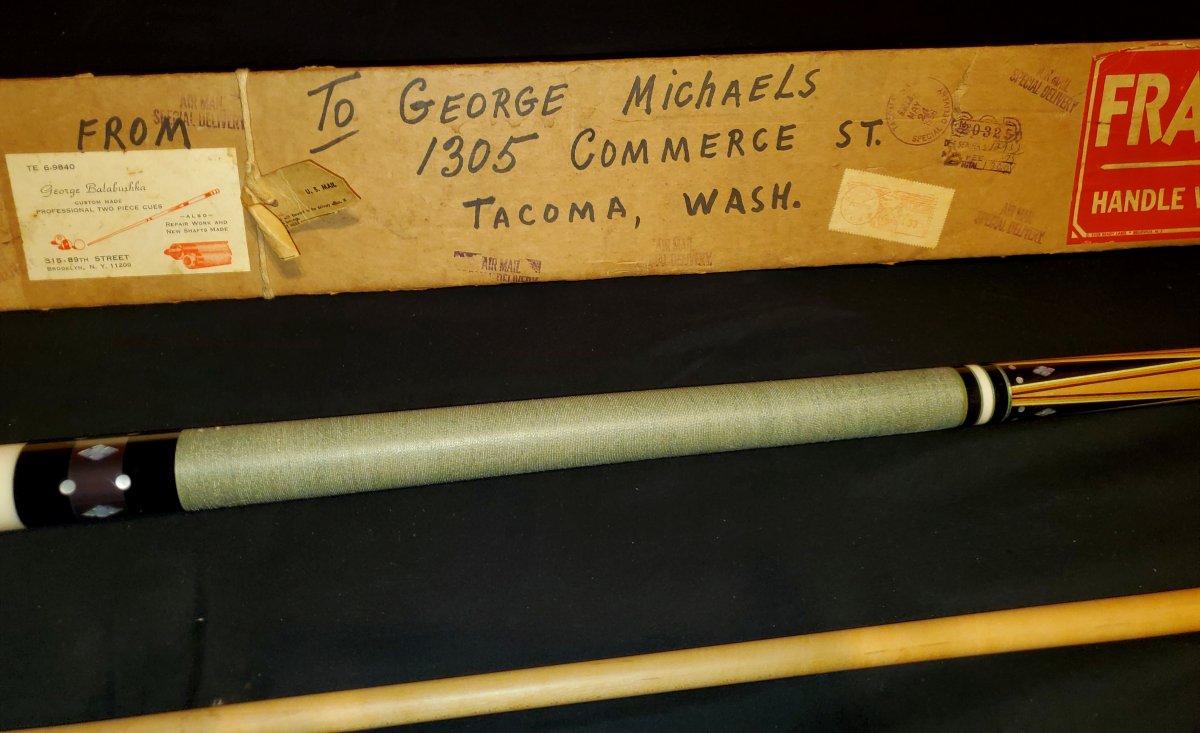 AIR MAIL
SPECIAL DELIVERY
FROM
TE 6-9840
George Balabushka
CUSTOM MADE
PROFESSIONAL TWO PIECE CUES
—ALSO—
REPAIR WORK AND
NEW SHAFTS MADE
315-89TH STREET
BROOKLYN, N. Y. 11209
U. S. MAIL
TO GEORGE MICHAELS
1305 COMMERCE ST.
TACOMA, WASH.
AIR MAIL
AIR MAIL
MAY
SPECIAL DELIVERY
SPECIAL DELIVERY
AIR MAIL
SPECIAL DELIVERY
FRA
HANDLE